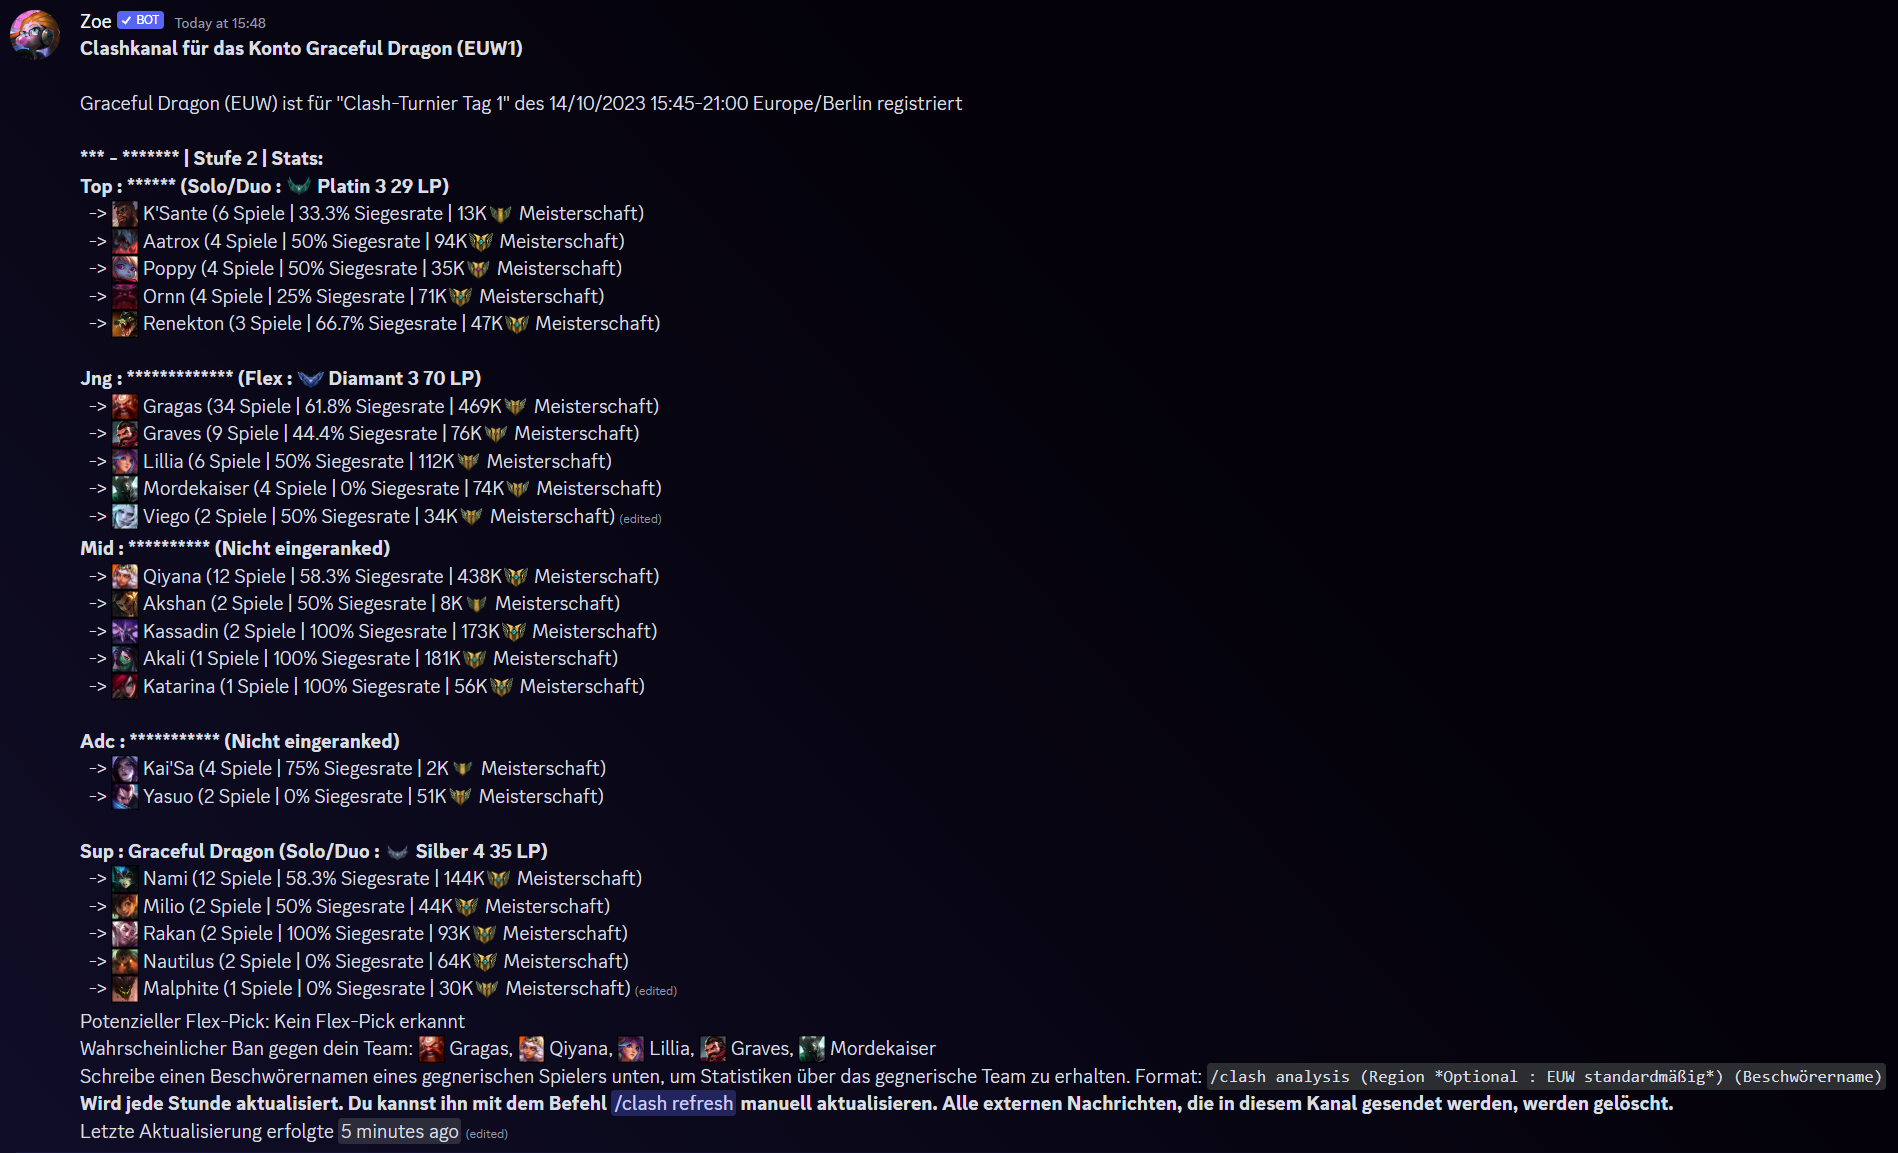 Zoe ✓ BOT Today at 15:48
Clashkanal für das Konto Graceful Dragon (EUW1)
Graceful Dragon (EUW) ist für "Clash-Turnier Tag 1" des 14/10/2023 15:45-21:00 Europe/Berlin registriert
*** - ******* | Stufe 2 | Stats:
Top : ****** (Solo/Duo : Platin 3 29 LP)
-> K'Sante (6 Spiele | 33.3% Siegesrate | 13K Meisterschaft)
-> Aatrox (4 Spiele | 50% Siegesrate | 94K Meisterschaft)
-> Poppy (4 Spiele | 50% Siegesrate | 35K Meisterschaft)
-> Ornn (4 Spiele | 25% Siegesrate | 71K Meisterschaft)
-> Renekton (3 Spiele | 66.7% Siegesrate | 47K Meisterschaft)
Jng : ************* (Flex : Diamant 3 70 LP)
-> Gragas (34 Spiele | 61.8% Siegesrate | 469K Meisterschaft)
-> Graves (9 Spiele | 44.4% Siegesrate | 76K Meisterschaft)
-> Lillia (6 Spiele | 50% Siegesrate | 112K Meisterschaft)
-> Mordekaiser (4 Spiele | 0% Siegesrate | 74K Meisterschaft)
-> Viego (2 Spiele | 50% Siegesrate | 34K Meisterschaft) (edited)
Mid : ********** (Nicht eingeranked)
-> Qiyana (12 Spiele | 58.3% Siegesrate | 438K Meisterschaft)
-> Akshan (2 Spiele | 50% Siegesrate | 8K Meisterschaft)
-> Kassadin (2 Spiele | 100% Siegesrate | 173K Meisterschaft)
-> Akali (1 Spiele | 100% Siegesrate | 181K Meisterschaft)
-> Katarina (1 Spiele | 100% Siegesrate | 56K Meisterschaft)
Adc : *********** (Nicht eingeranked)
-> Kai'Sa (4 Spiele | 75% Siegesrate | 2K Meisterschaft)
-> Yasuo (2 Spiele | 0% Siegesrate | 51K Meisterschaft)
Sup : Graceful Dragon (Solo/Duo : Silber 4 35 LP)
-> Nami (12 Spiele | 58.3% Siegesrate | 144K Meisterschaft)
-> Milio (2 Spiele | 50% Siegesrate | 44K Meisterschaft)
-> Rakan (2 Spiele | 100% Siegesrate | 93K Meisterschaft)
-> Nautilus (2 Spiele | 0% Siegesrate | 64K Meisterschaft)
-> Malphite (1 Spiele | 0% Siegesrate | 30K Meisterschaft) (edited)
Potenzieller Flex-Pick: Kein Flex-Pick erkannt
Wahrscheinlicher Ban gegen dein Team: Gragas, Qiyana, Lillia, Graves, Mordekaiser
Schreibe einen Beschwörernamen eines gegnerischen Spielers unten, um Statistiken über das gegnerische Team zu erhalten. Format: /clash analysis (Region *Optional : EUW standardmäßig*) (Beschwörername)
Wird jede Stunde aktualisiert. Du kannst ihn mit dem Befehl /clash refresh manuell aktualisieren. Alle externen Nachrichten, die in diesem Kanal gesendet werden, werden gelöscht.
Letzte Aktualisierung erfolgte 5 minutes ago (edited)